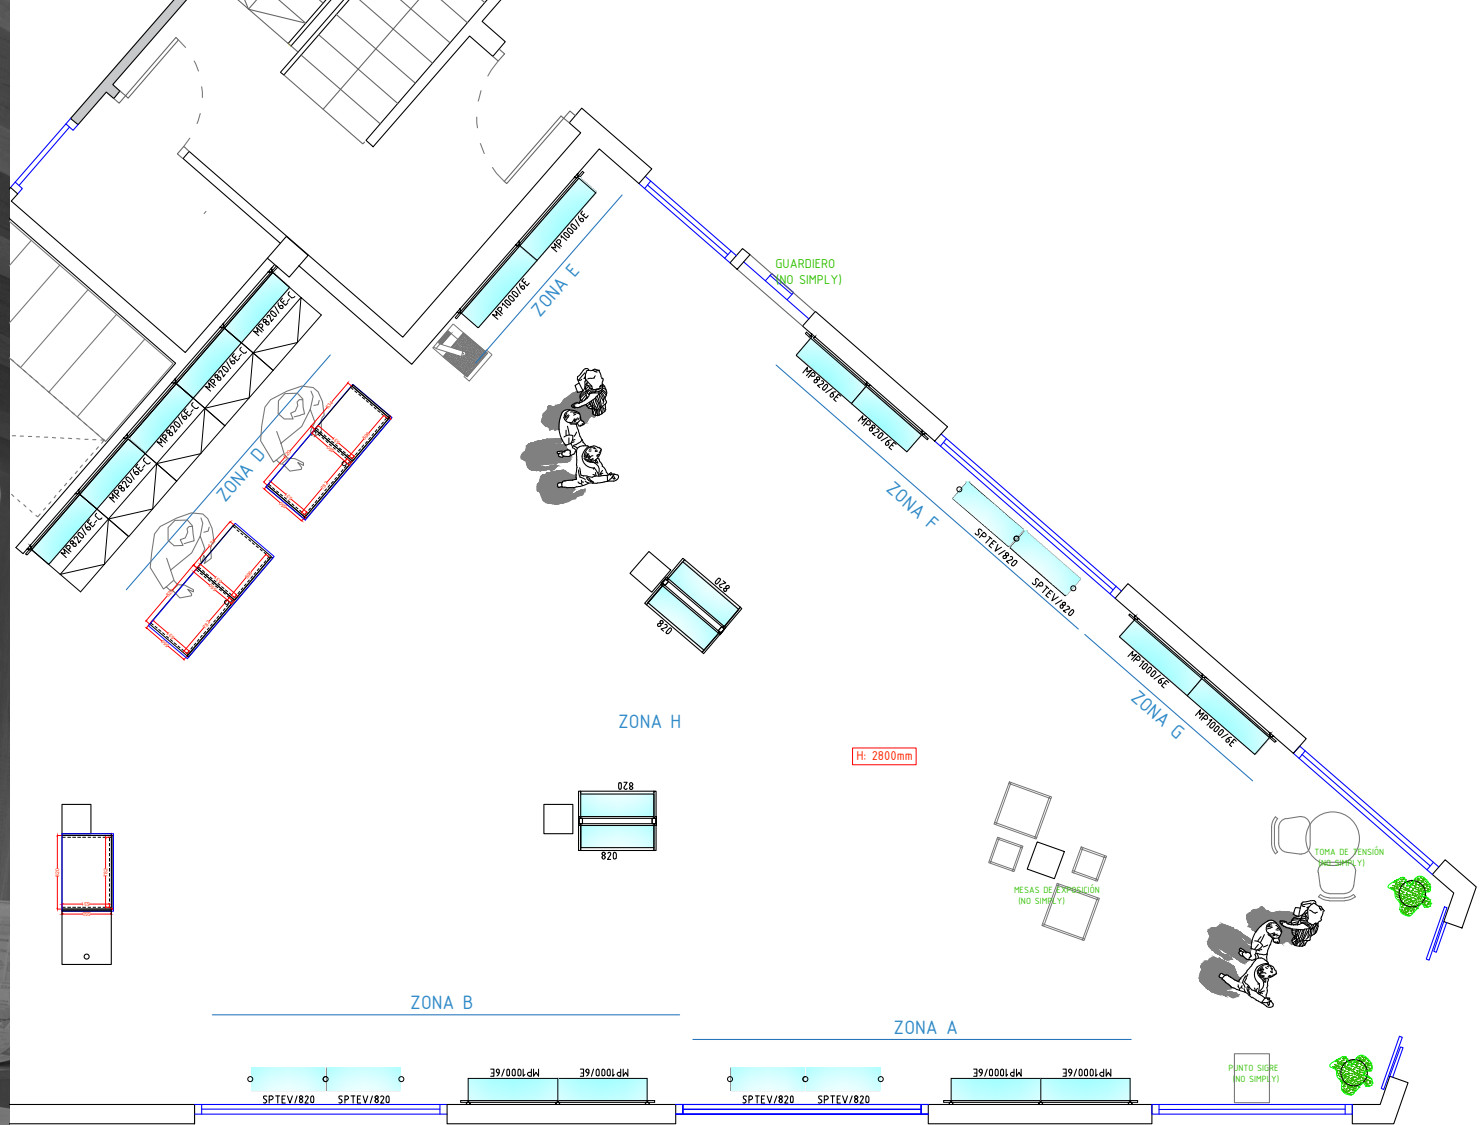 GUARDIERO
(NO SIMPLY)
MP1000/6E
MP1000/6E
ZONA E
MP820/6E-C
MP820/6E-C
MP820/6E-C
MP820/6E-C
MP820/6E-C
ZONA D
MP820/6E
MP820/6E
ZONA F
SPTEV/820
SPTEV/820
820
820
MP1000/6E
MP1000/6E
ZONA G
ZONA H
H: 2800mm
820
820
TOMA DE TENSIÓN
(NO SIMPLY)
MESAS DE EXPOSICIÓN
(NO SIMPLY)
ZONA B
ZONA A
PUNTO SIGRE
(NO SIMPLY)
MP1000/6E
MP1000/6E
MP1000/6E
MP1000/6E
SPTEV/820
SPTEV/820
SPTEV/820
SPTEV/820